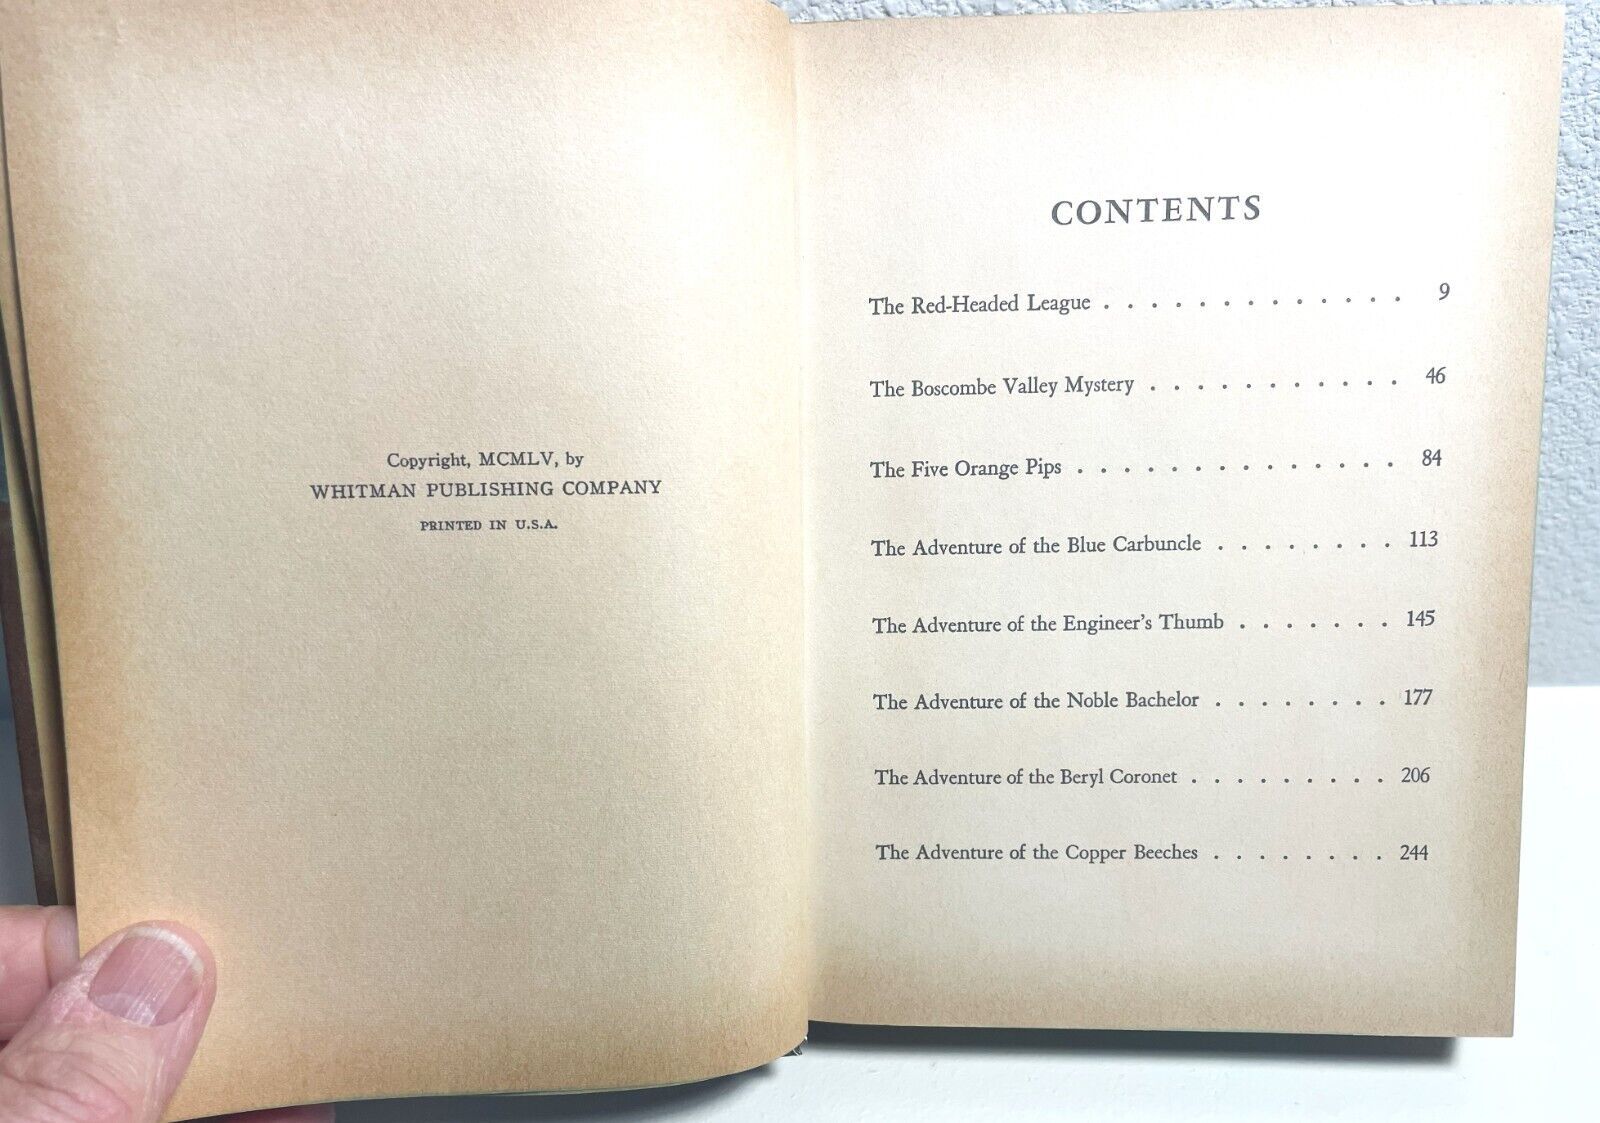 Copyright, MCMLV, by
WHITMAN PUBLISHING COMPANY
PRINTED IN U.S.A.
CONTENTS
The Red-Headed League . . . . . . . . . . . . . 9
The Boscombe Valley Mystery . . . . . . . . . . . 46
The Five Orange Pips . . . . . . . . . . . . . . 84
The Adventure of the Blue Carbuncle . . . . . . . . 113
The Adventure of the Engineer's Thumb . . . . . . . 145
The Adventure of the Noble Bachelor . . . . . . . . 177
The Adventure of the Beryl Coronet . . . . . . . . . 206
The Adventure of the Copper Beeches . . . . . . . . 244